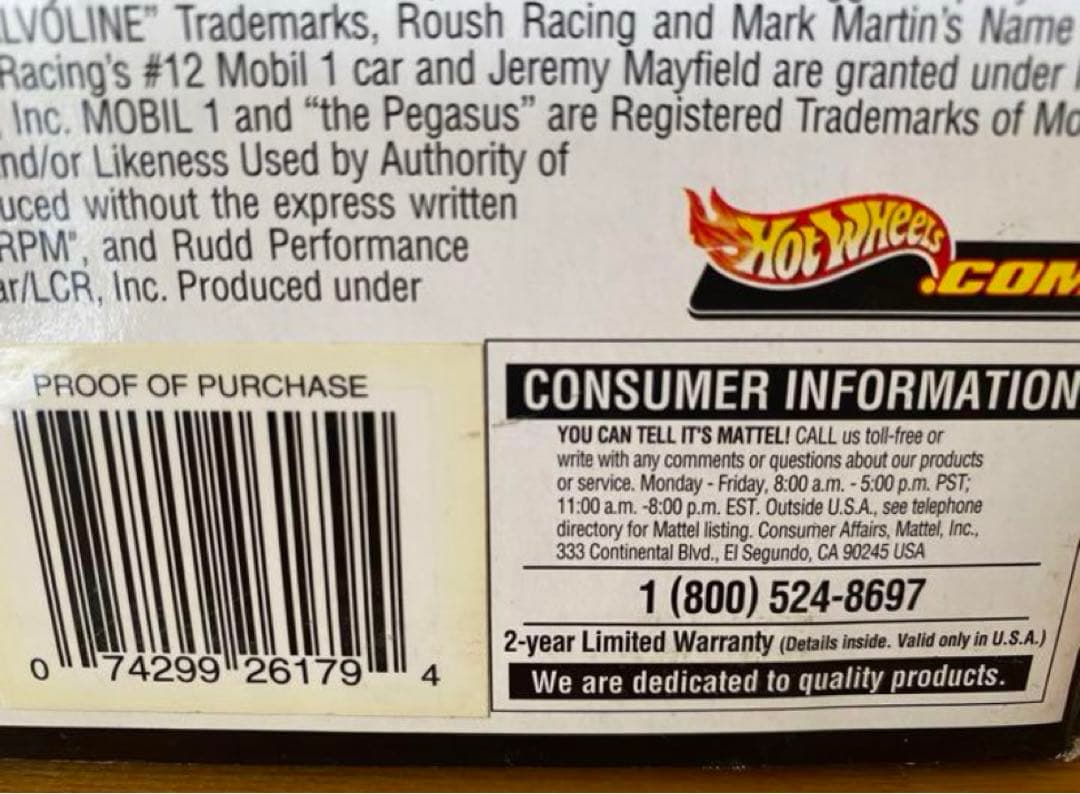 LVOLINE" Trademarks, Roush Racing and Mark Martin's Name
Racing's #12 Mobil 1 car and Jeremy Mayfield are granted under
Inc. MOBIL 1 and “the Pegasus” are Registered Trademarks of Mo
nd/or Likeness Used by Authority of
uced without the express written
RPM", and Rudd Performance
ar/LCR, Inc. Produced under
HOT WHEELS
.COM
PROOF OF PURCHASE
0 74299 26179 4
CONSUMER INFORMATION
YOU CAN TELL IT'S MATTEL! CALL us toll-free or
write with any comments or questions about our products
or service. Monday - Friday, 8:00 a.m. - 5:00 p.m. PST;
11:00 a.m. -8:00 p.m. EST. Outside U.S.A., see telephone
directory for Mattel listing. Consumer Affairs, Mattel, Inc.,
333 Continental Blvd., El Segundo, CA 90245 USA
1 (800) 524-8697
2-year Limited Warranty (Details inside. Valid only in U.S.A.)
We are dedicated to quality products.